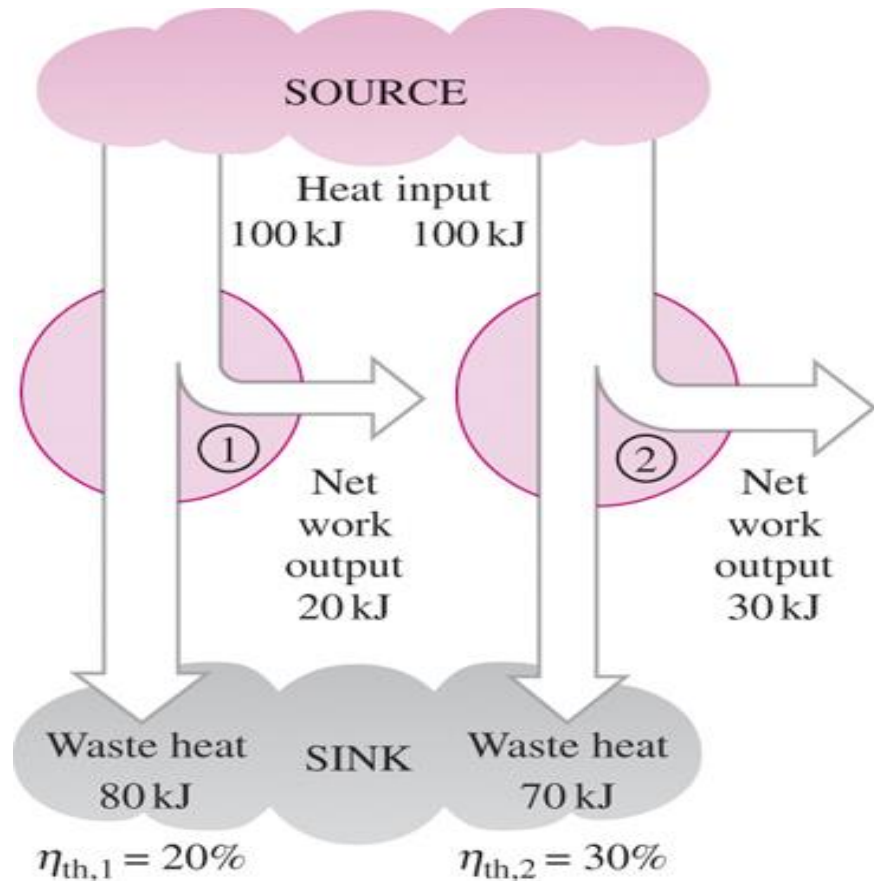 SOURCE
Heat input
100 kJ 100 kJ
1
Net
work
output
20 kJ
2
Net
work
output
30 kJ
Waste heat
80 kJ
SINK
Waste heat
70 kJ
ηth,1 = 20%
ηth,2 = 30%